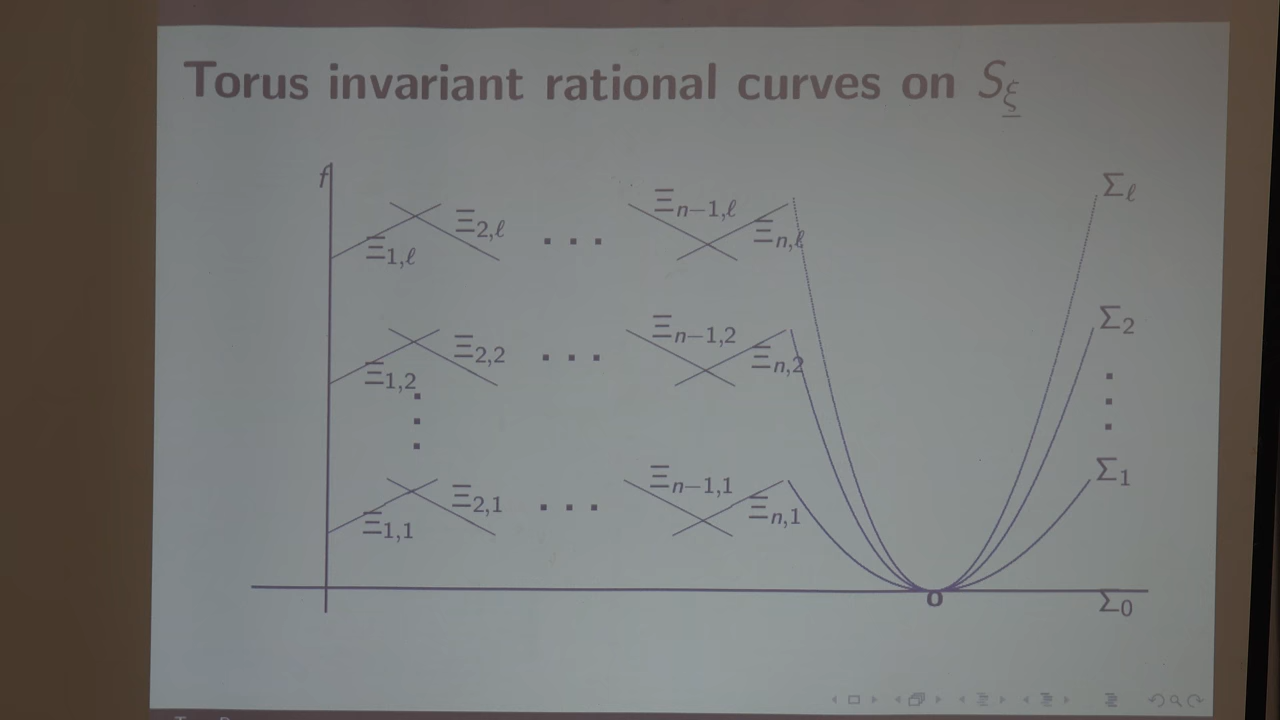 Torus invariant rational curves on S_ξ
f
Ξ_{1,ℓ} Ξ_{2,ℓ} ... Ξ_{n−1,ℓ} Ξ_{n,ℓ} Σ_ℓ
Ξ_{1,2} Ξ_{2,2} ... Ξ_{n−1,2} Ξ_{n,2} Σ_2
Ξ_{1,1} Ξ_{2,1} ... Ξ_{n−1,1} Ξ_{n,1} Σ_1
o Σ_0